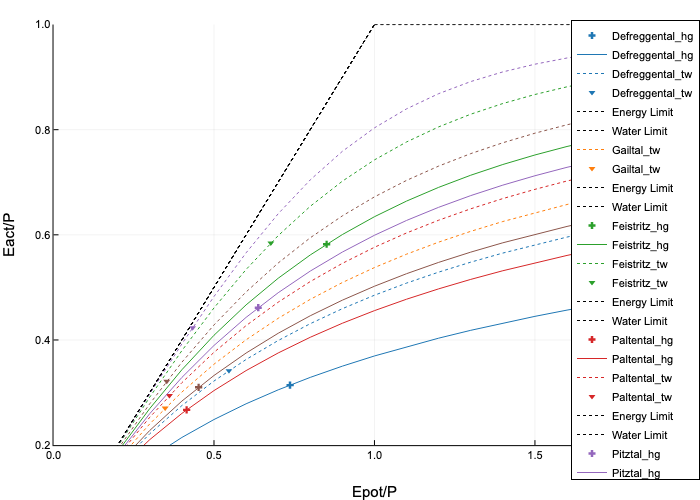 1.0
0.8
0.6
0.4
0.2
Eact/P
0.0
0.5
1.0
1.5
Epot/P
Defreggental_hg
Defreggental_hg
Defreggental_tw
Defreggental_tw
Energy Limit
Water Limit
Gailtal_tw
Gailtal_tw
Energy Limit
Water Limit
Feistritz_hg
Feistritz_hg
Feistritz_tw
Feistritz_tw
Energy Limit
Water Limit
Paltental_hg
Paltental_hg
Paltental_tw
Paltental_tw
Energy Limit
Water Limit
Pitztal_hg
Pitztal_hg